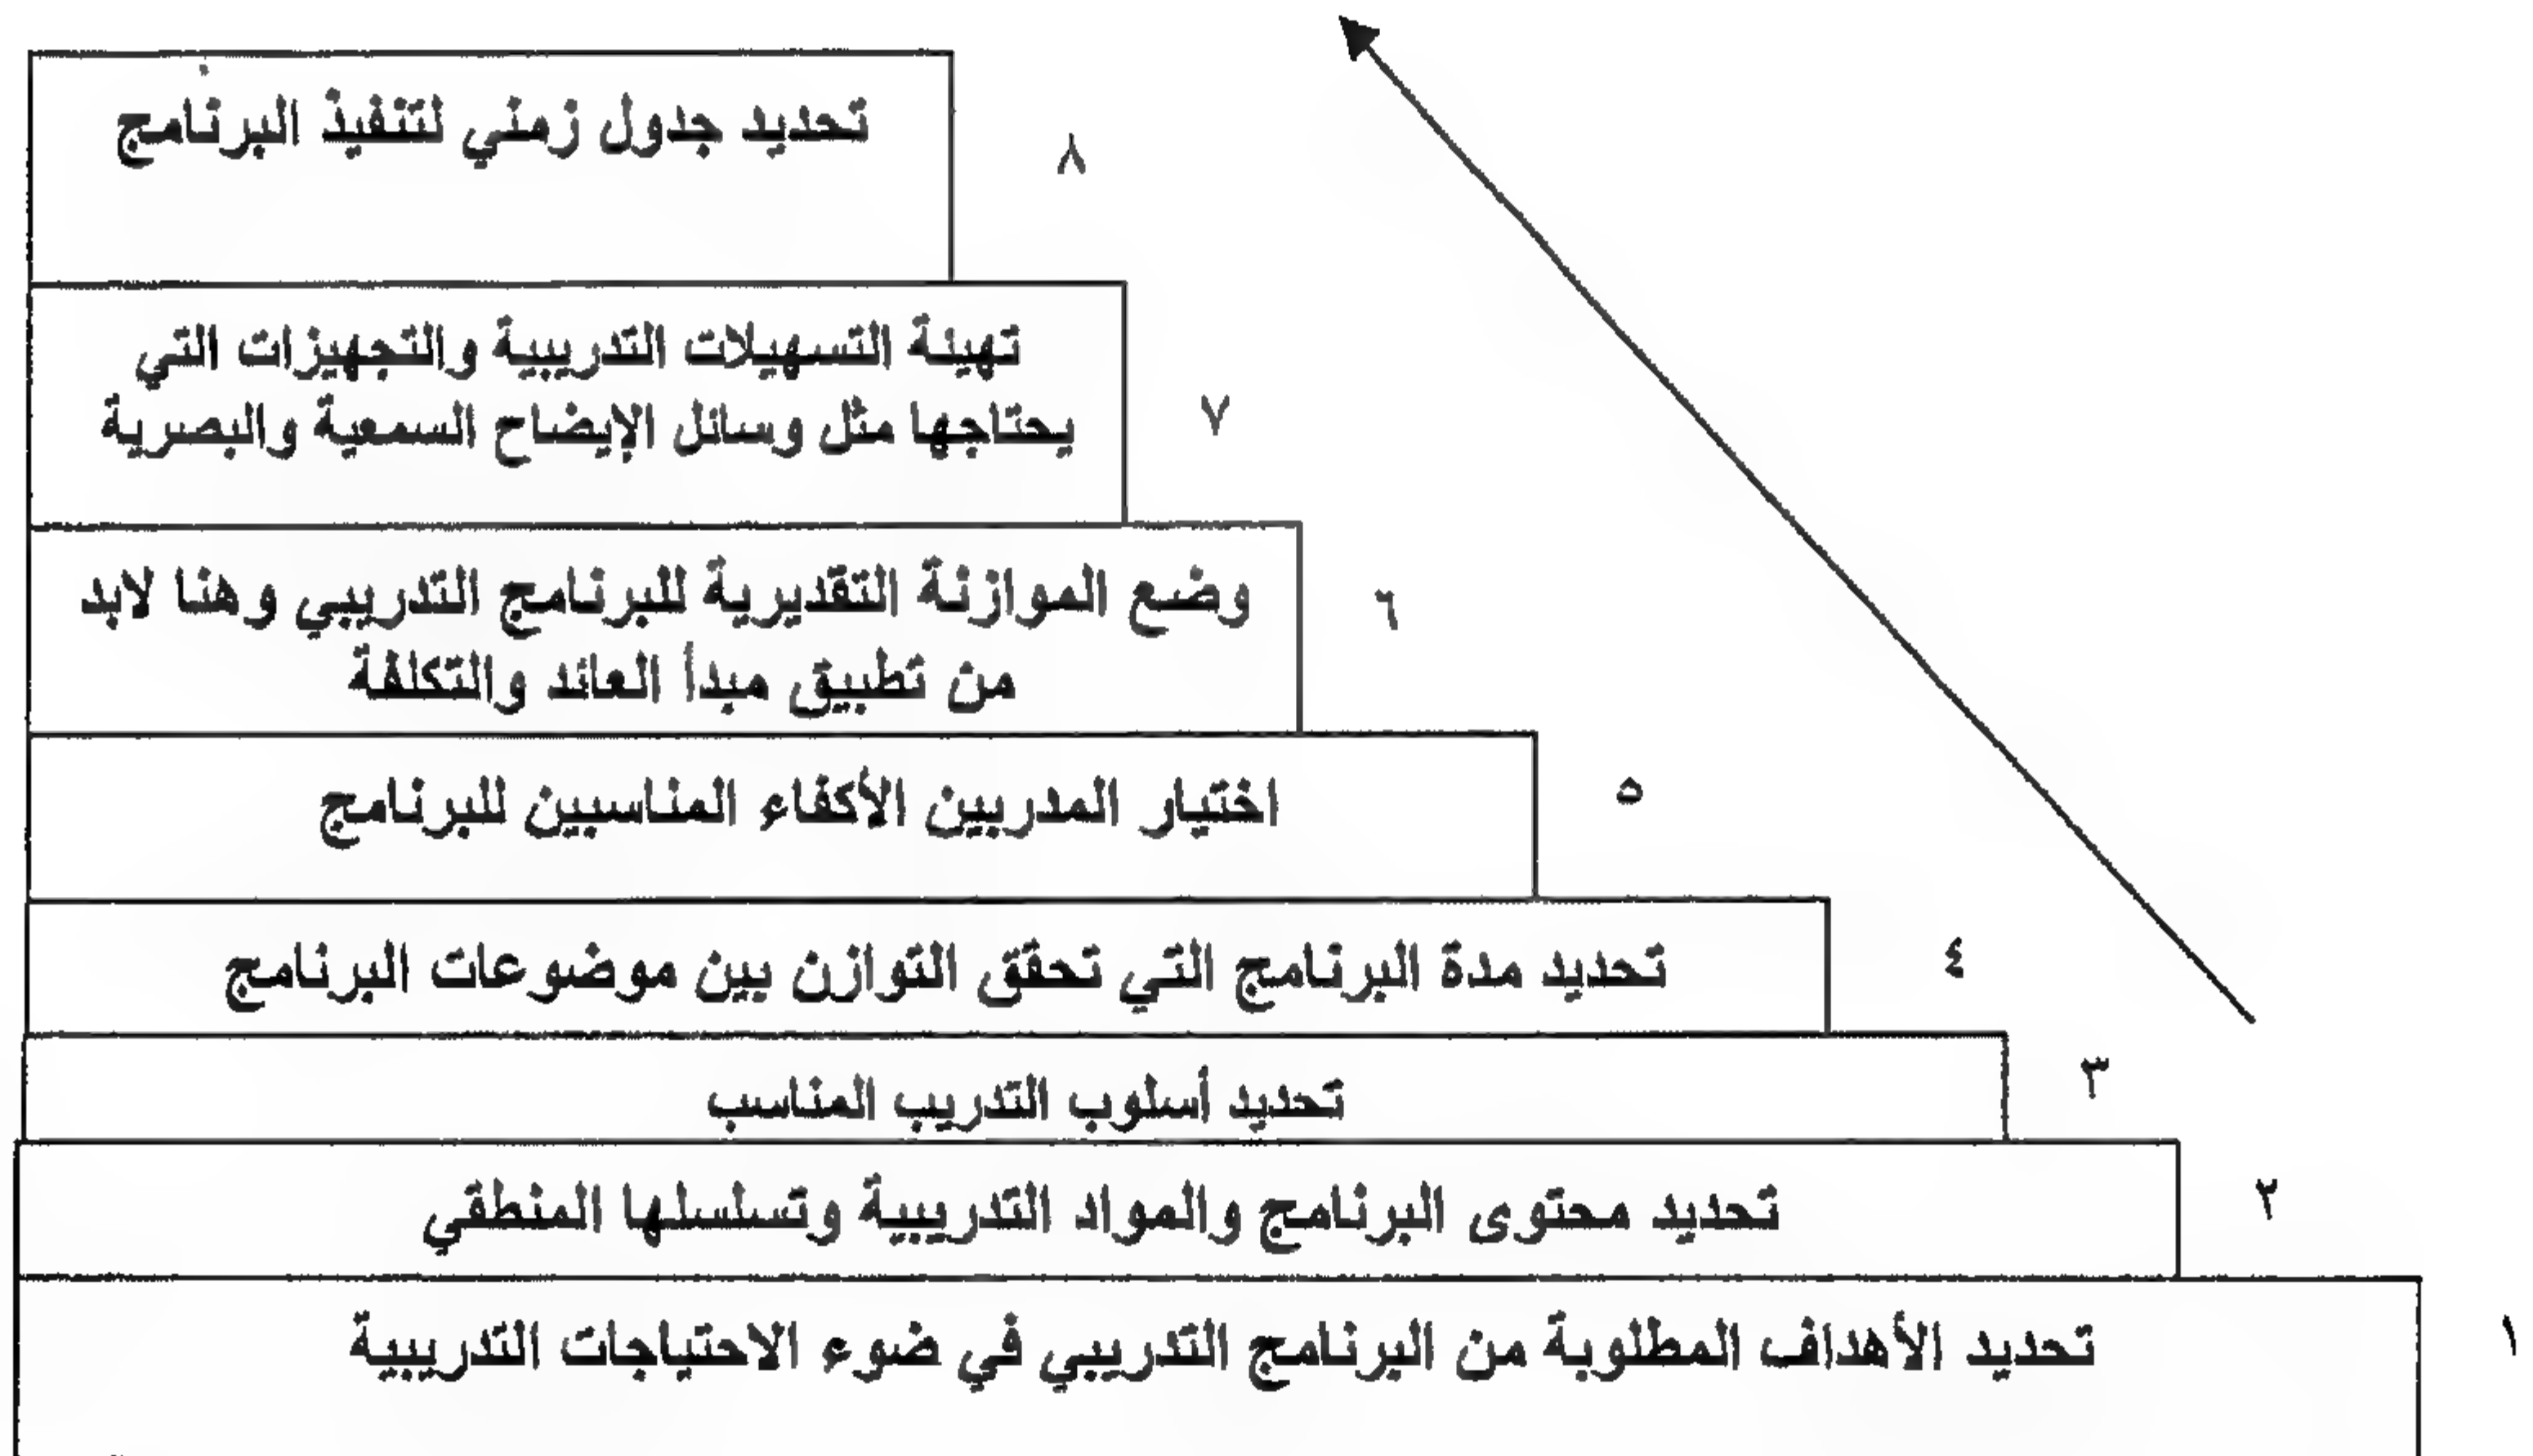 تحديد جدول زمني لتنفيذ البرنامج
٨
تهيئة التسهيلات التدريبية والتجهيزات التي
يحتاجها مثل وسائل الإيضاح السمعية والبصرية
٧
وضع الموازنة التقديرية للبرنامج التدريبي وهنا لابد
من تطبيق مبدأ العائد والتكلفة
٦
اختيار المدربين الأكفاء المناسبين للبرنامج
٥
تحديد مدة البرنامج التي تحقق التوازن بين موضوعات البرنامج
٤
تحديد أسلوب التدريب المناسب
٣
تحديد محتوى البرنامج والمواد التدريبية وتسلسلها المنطقي
٢
تحديد الأهداف المطلوبة من البرنامج التدريبي في ضوء الاحتياجات التدريبية
١